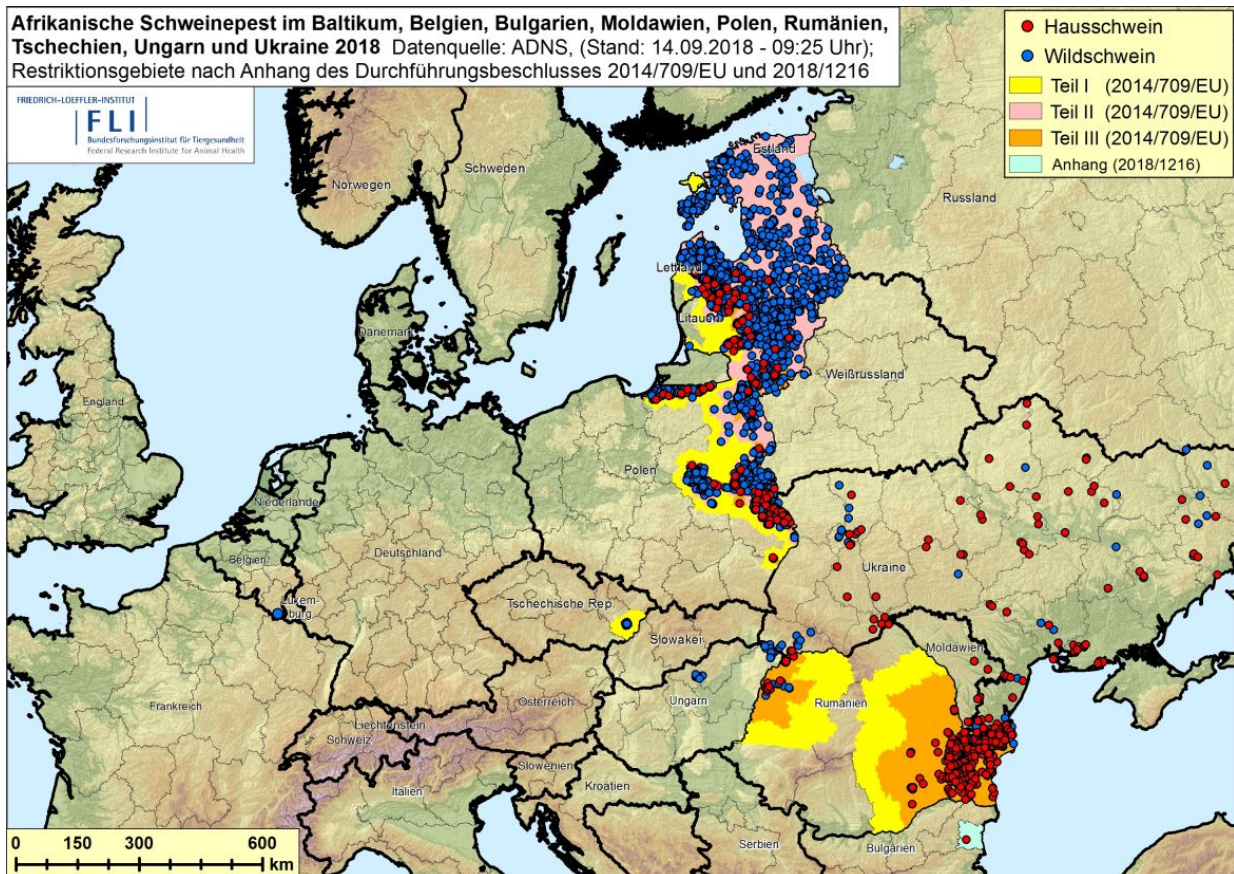 Afrikanische Schweinepest im Baltikum, Belgien, Bulgarien, Moldawien, Polen, Rumänien,
Tschechien, Ungarn und Ukraine 2018 Datenquelle: ADNS, (Stand: 14.09.2018 - 09:25 Uhr);
Restriktionsgebiete nach Anhang des Durchführungsbeschlusses 2014/709/EU und 2018/1216
FRIEDRICH-LOEFFLER-INSTITUT
FLI
Bundesforschungsinstitut für Tiergesundheit
Federal Research Institute for Animal Health
Hausschwein
Wildschwein
Teil I (2014/709/EU)
Teil II (2014/709/EU)
Teil III (2014/709/EU)
Anhang (2018/1216)
Estland
Schweden
Norwegen
Russland
Lettland
Litauen
Dänemark
Weißrussland
England
Polen
Niederlande
Deutschland
Belgien
Ukraine
Luxem-
burg
Tschechische Rep.
Slowakei
Moldawien
Frankreich
Österreich
Ungarn
Rumänien
Liechtenstein
Schweiz
Slowenien
Kroatien
Italien
Serbien
Bulgarien
0 150 300 600
km